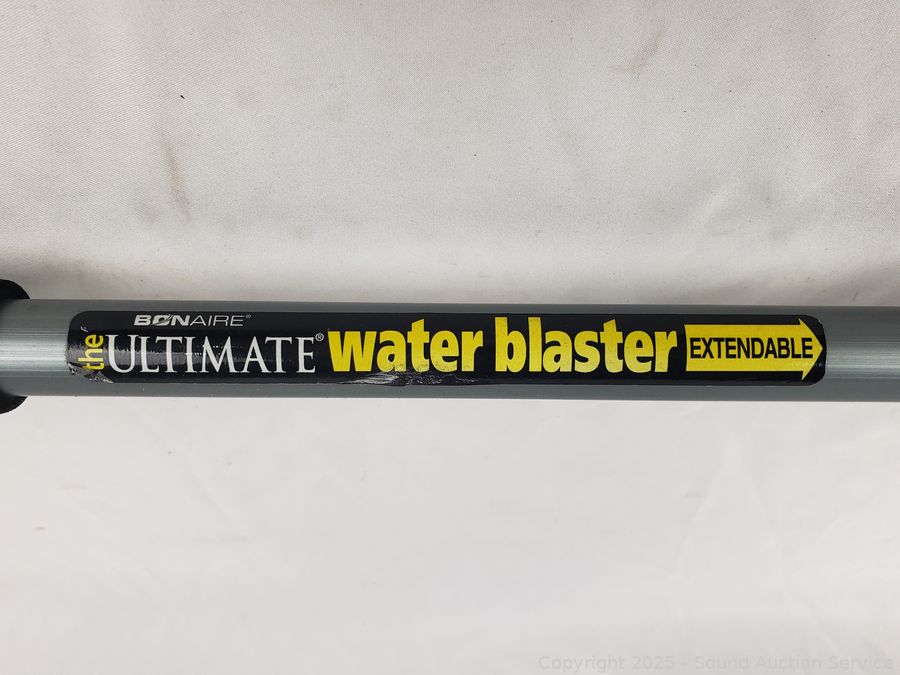 BONAIRE®
the ULTIMATE® water blaster EXTENDABLE
Copyright 2025 - Sound Auction Service